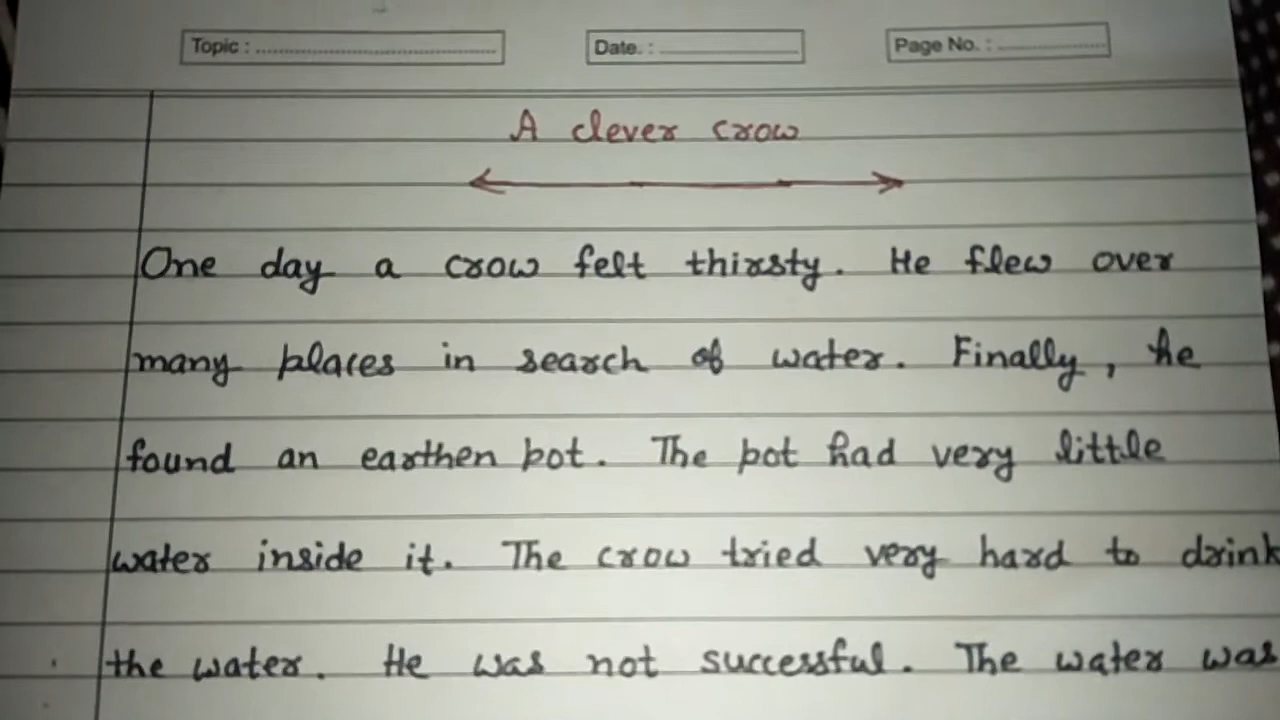 Topic : ........................................ Date. : ........................ Page No. : ...................
A clever crow
One day a crow felt thirsty. He flew over
many places in search of water. Finally, he
found an earthen pot. The pot had very little
water inside it. The crow tried very hard to drink
the water. He was not successful. The water was